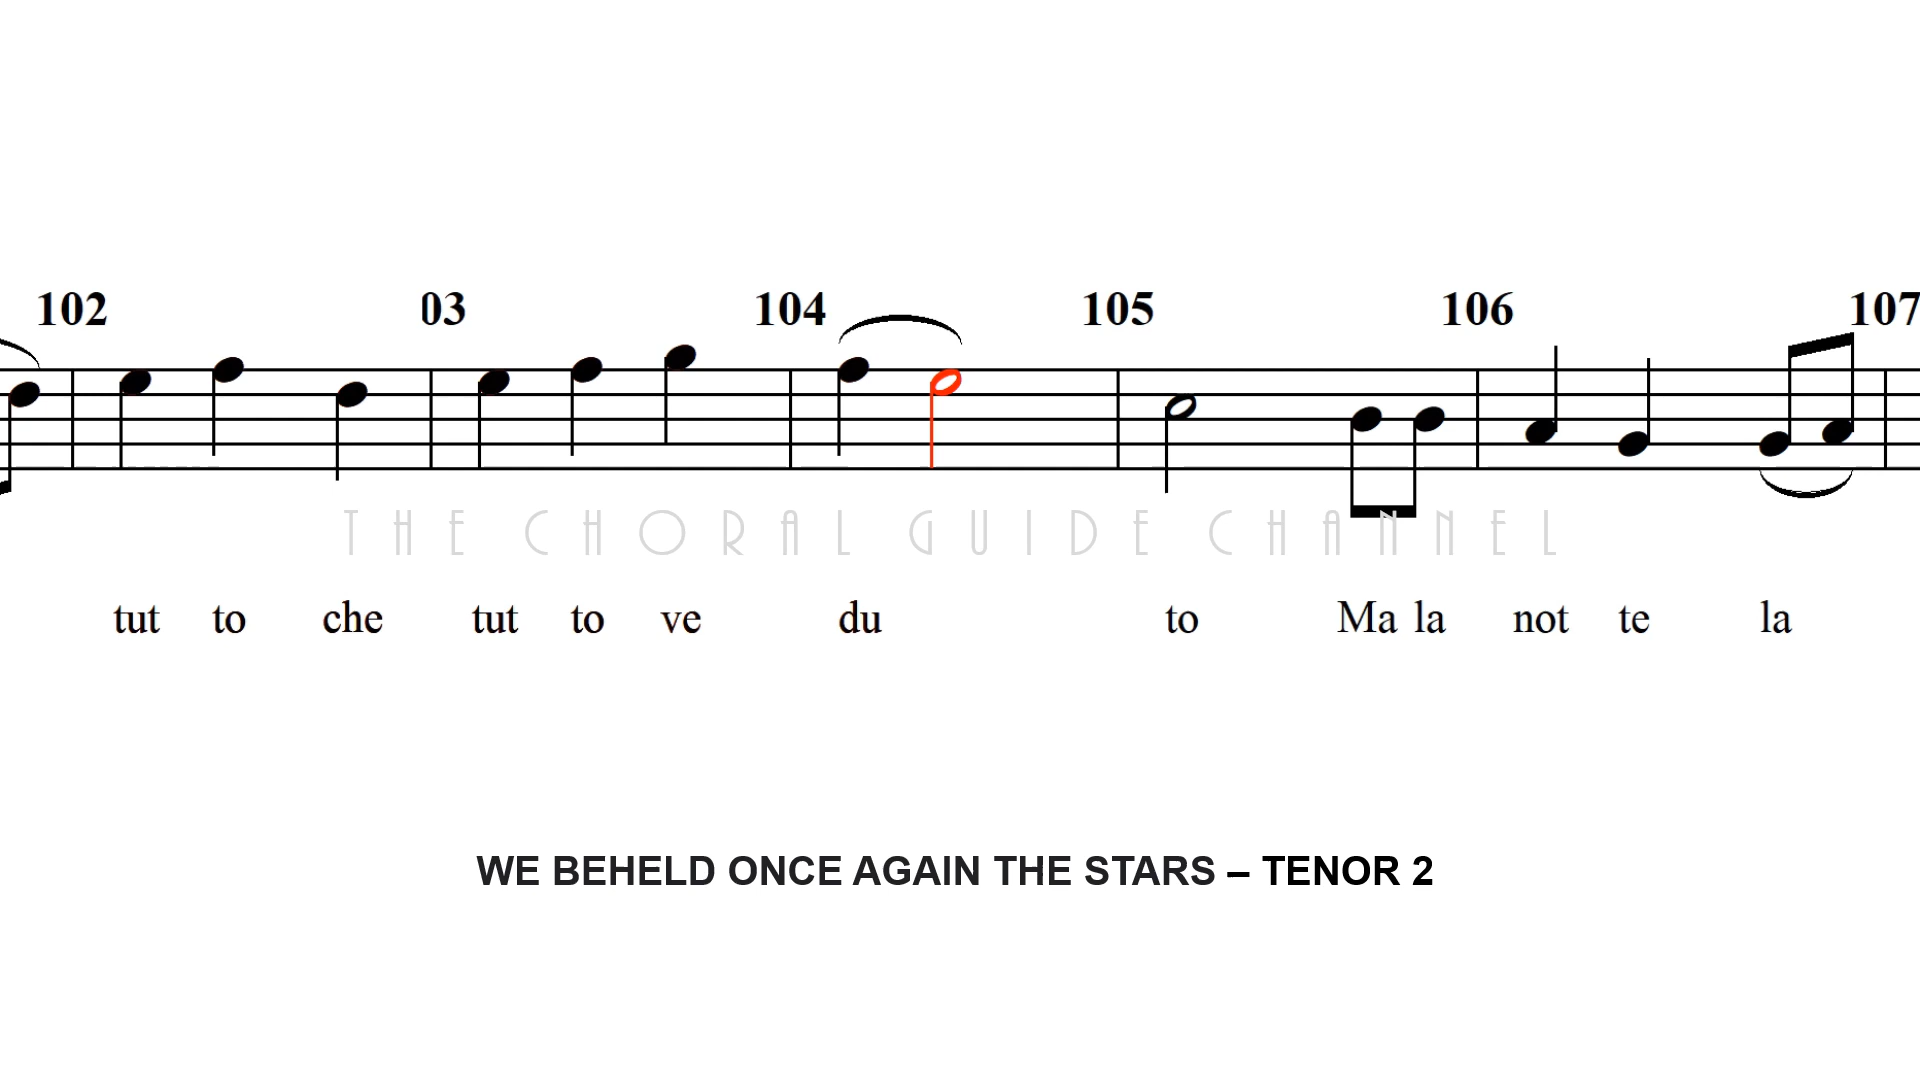 102 03 104 105 106 107
THE CHORAL GUIDE CHANNEL
tut to che tut to ve du to Ma la not te la
WE BEHELD ONCE AGAIN THE STARS – TENOR 2